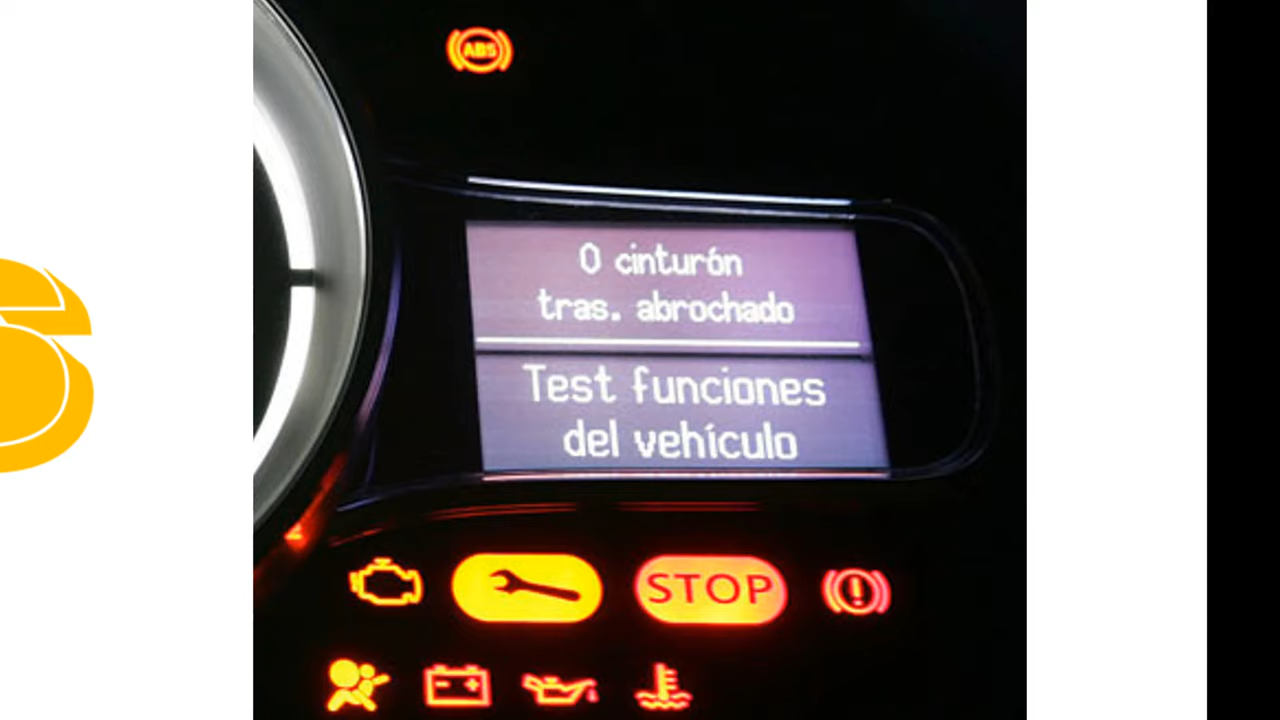 ABS
0 cinturón
tras. abrochado
Test funciones
del vehículo
STOP